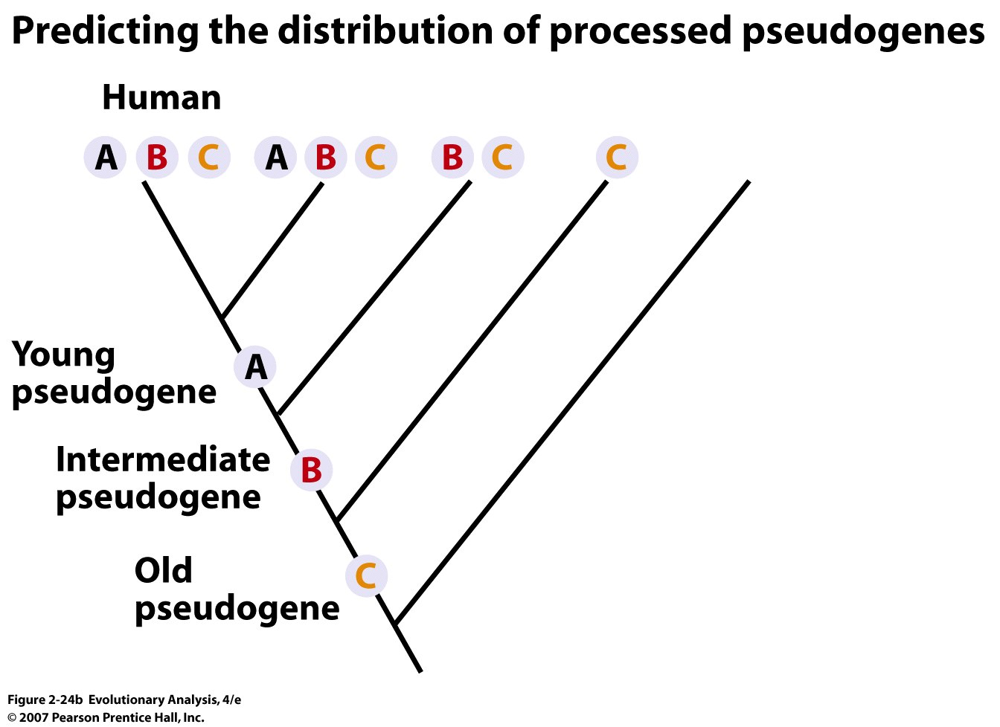 Predicting the distribution of processed pseudogenes
Human
A B C A B C B C C
Young
pseudogene
A
Intermediate
pseudogene
B
Old
pseudogene
C
Figure 2-24b Evolutionary Analysis, 4/e
© 2007 Pearson Prentice Hall, Inc.